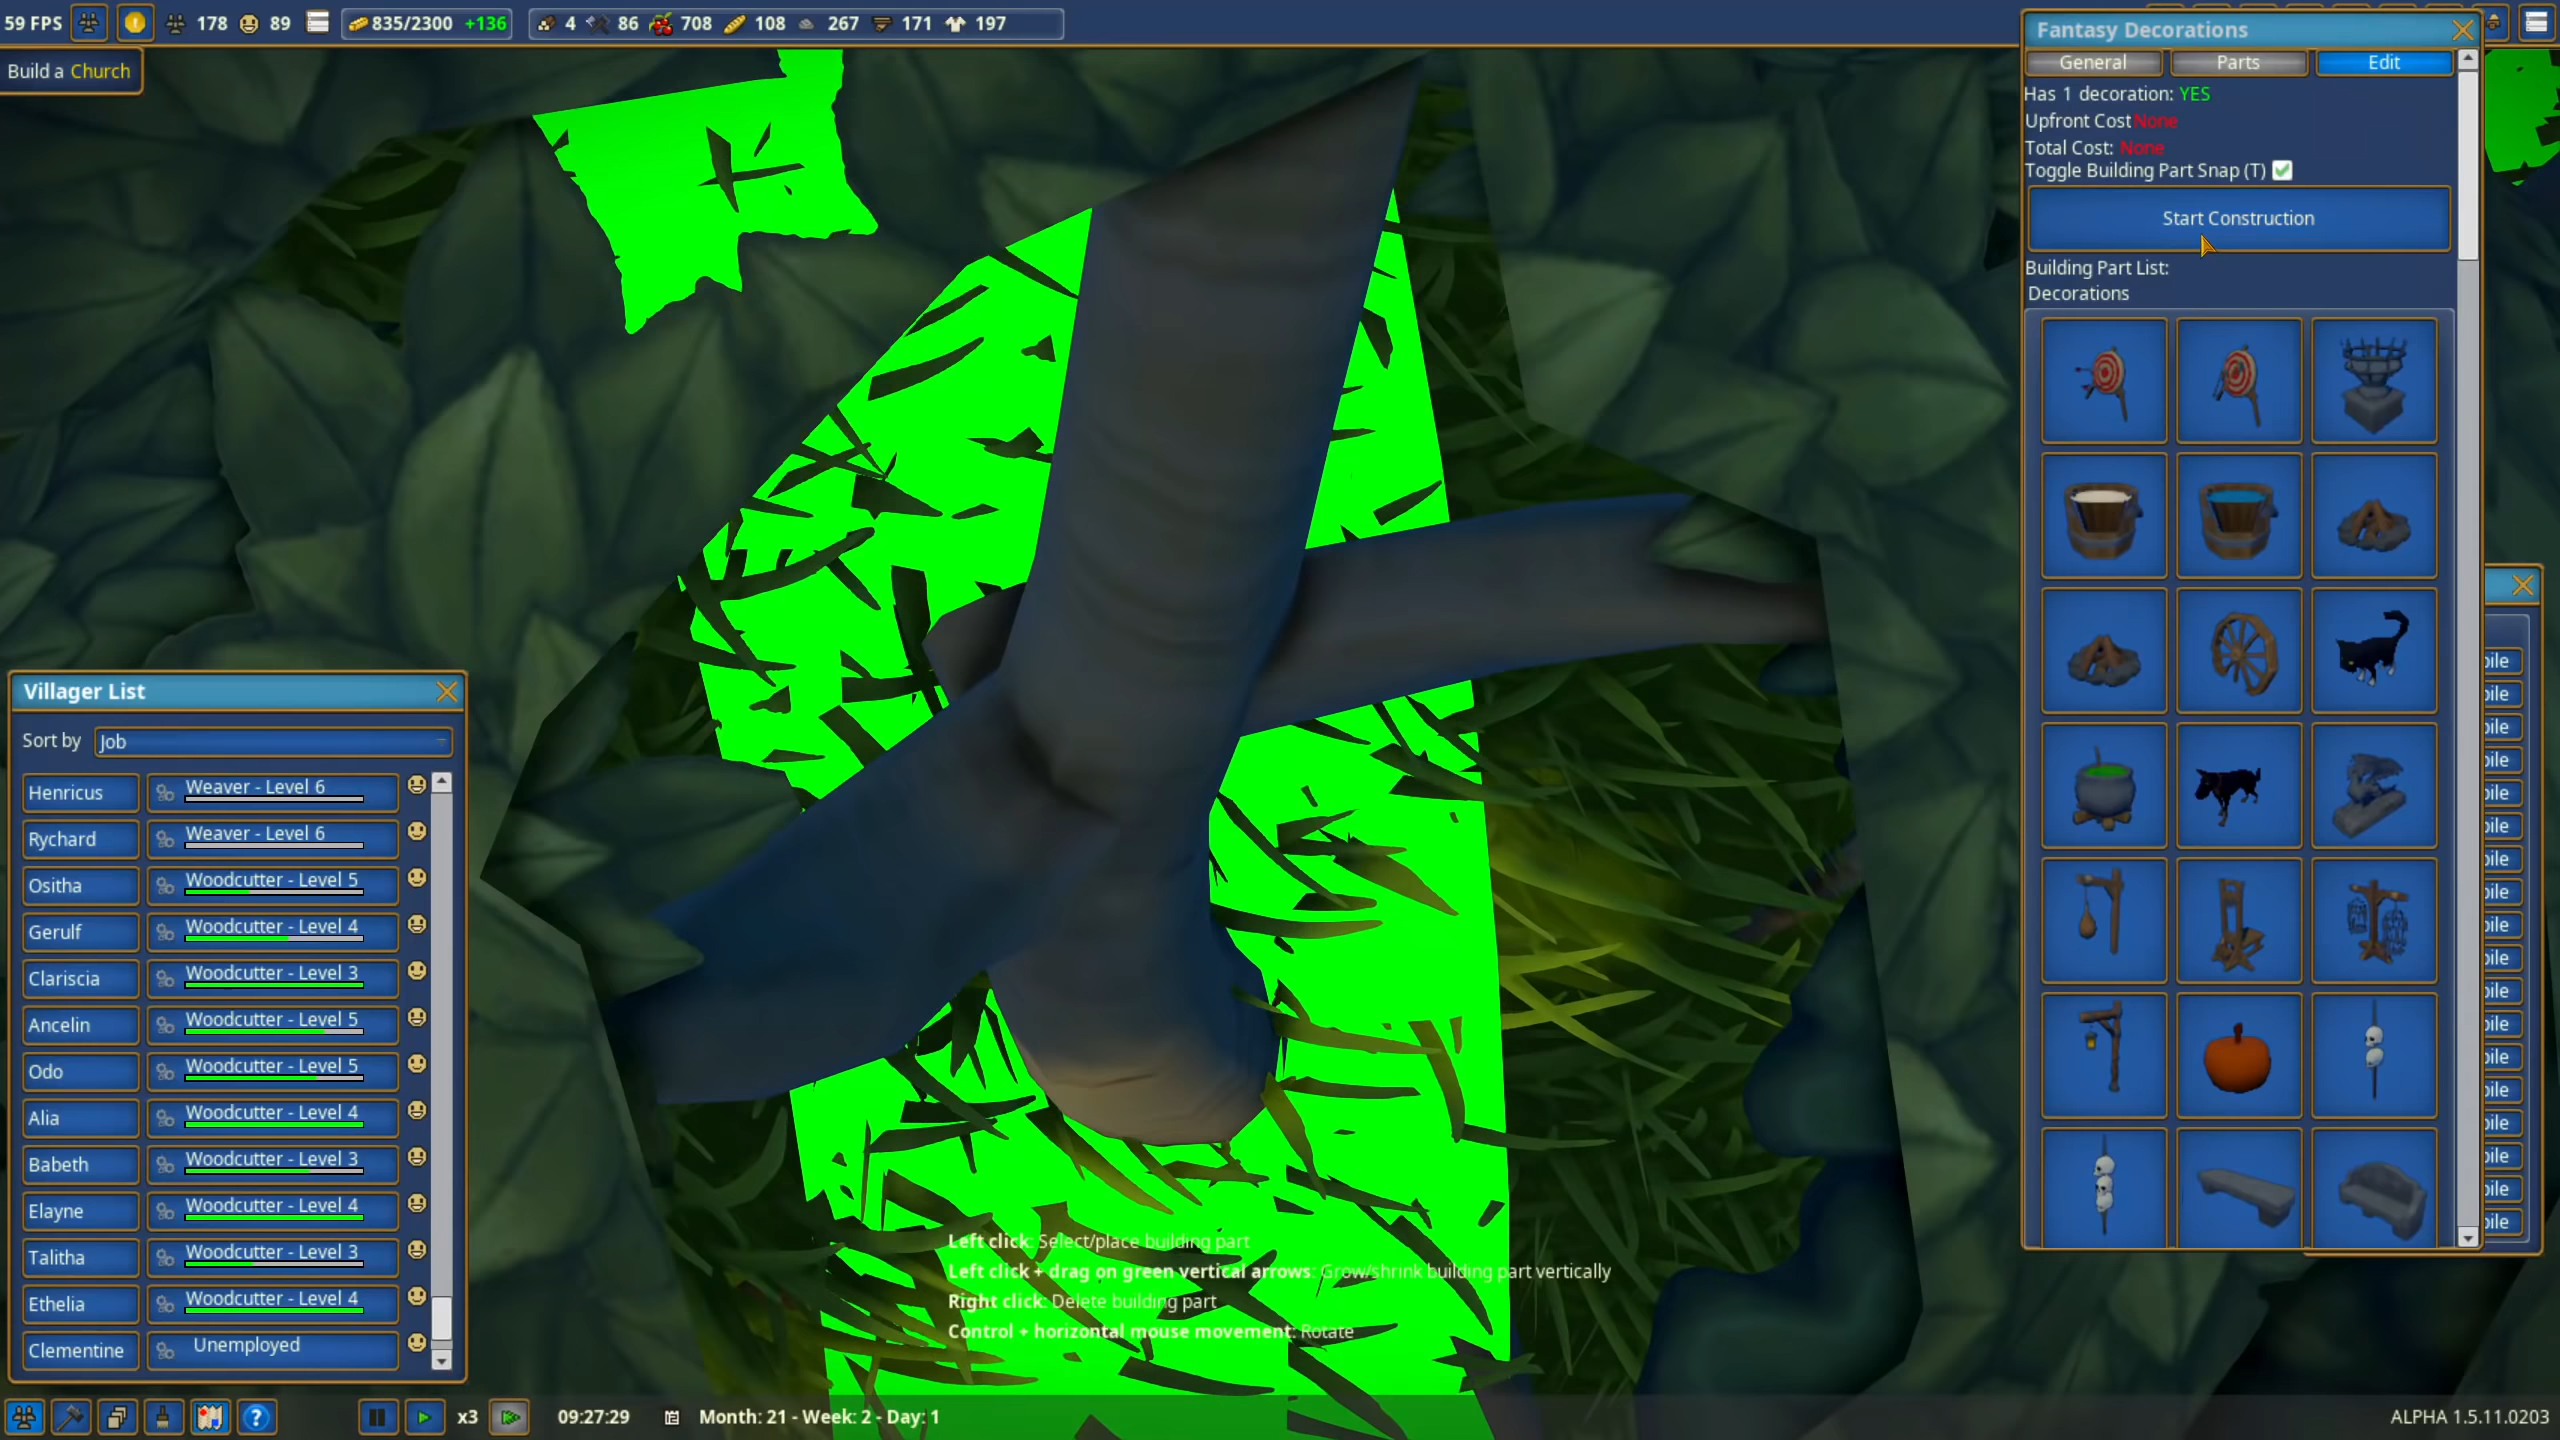 59 FPS 178 89 835/2300 +136 4 86 708 108 267 171 197
Build a Church
Fantasy Decorations
General Parts Edit
Has 1 decoration: YES
Upfront Cost None
Total Cost: None
Toggle Building Part Snap (T)
Start Construction
Building Part List:
Decorations
Villager List
Sort by Job
Henricus Weaver - Level 6
Rychard Weaver - Level 6
Ositha Woodcutter - Level 5
Gerulf Woodcutter - Level 4
Clariscia Woodcutter - Level 3
Ancelin Woodcutter - Level 5
Odo Woodcutter - Level 5
Alia Woodcutter - Level 4
Babeth Woodcutter - Level 3
Elayne Woodcutter - Level 4
Talitha Woodcutter - Level 3
Ethelia Woodcutter - Level 4
Clementine Unemployed
Left click: Select/place building part
Left click + drag on green vertical arrows: Grow/shrink building part vertically
Right click: Delete building part
Control + horizontal mouse movement: Rotate
x3 09:27:29 Month: 21 - Week: 2 - Day: 1
ALPHA 1.5.11.0203